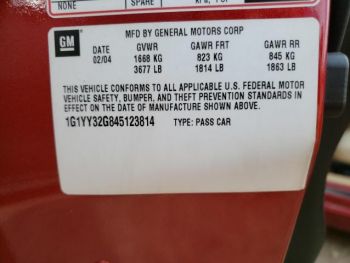 NONE SPARE
MFD BY GENERAL MOTORS CORP
GM DATE GVWR GAWR FRT GAWR RR
02/04 1668 KG 823 KG 845 KG
3677 LB 1814 LB 1863 LB
THIS VEHICLE CONFORMS TO ALL APPLICABLE U.S. FEDERAL MOTOR
VEHICLE SAFETY, BUMPER, AND THEFT PREVENTION STANDARDS IN
EFFECT ON THE DATE OF MANUFACTURE SHOWN ABOVE.
1G1YY32G845123814 TYPE: PASS CAR